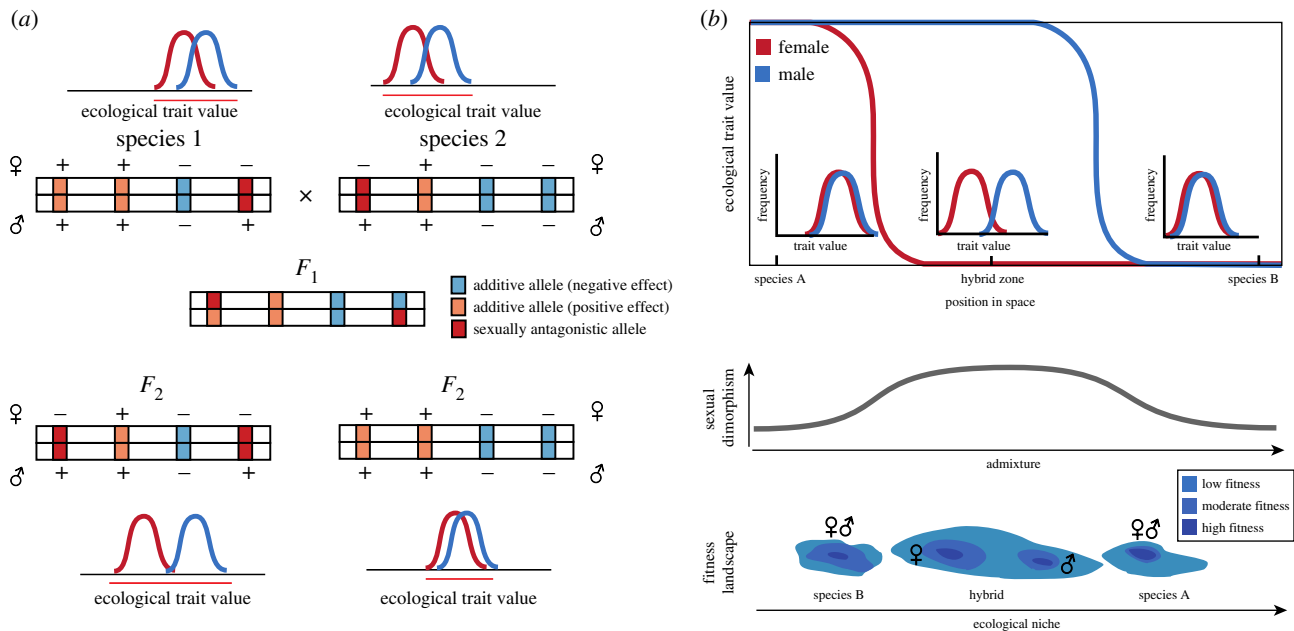 (a)
ecological trait value
ecological trait value
species 1
species 2
♀ + + – –
– + – – ♀
×
♂ + + – +
+ + – – ♂
F1
additive allele (negative effect)
additive allele (positive effect)
sexually antagonistic allele
F2
F2
♀ – + – +
+ + – – ♀
♂ + + – +
+ + – – ♂
ecological trait value
ecological trait value
(b)
female
male
ecological trait value
frequency
trait value
frequency
trait value
frequency
trait value
species A
hybrid zone
species B
position in space
sexual
dimorphism
admixture
low fitness
moderate fitness
high fitness
fitness
landscape
♀♂
♀
♂
♀♂
species B
hybrid
species A
ecological niche